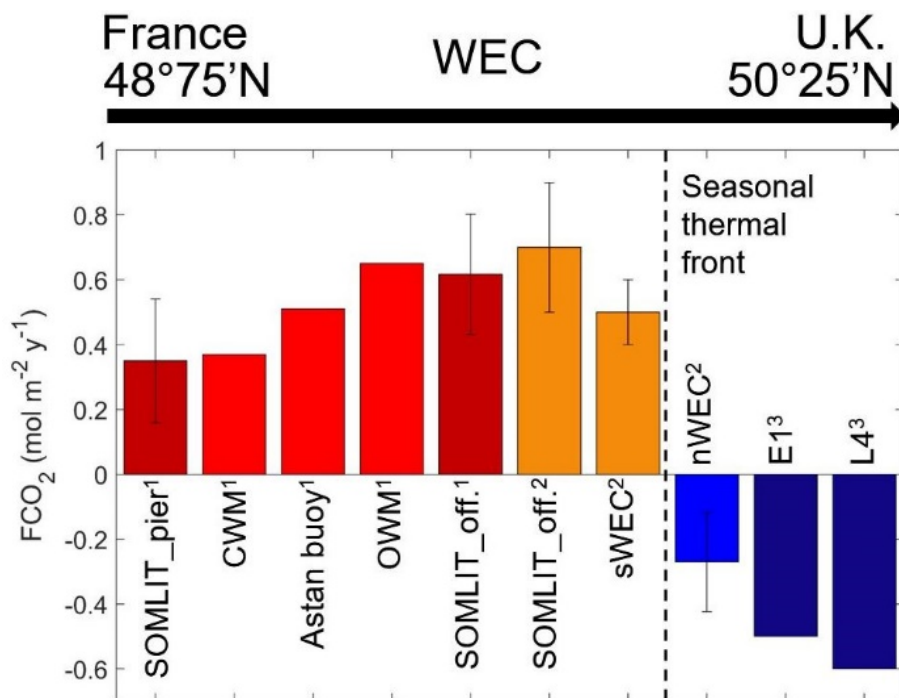 France
48°75’N
WEC
U.K.
50°25’N
1
0.8
0.6
0.4
0.2
0
-0.2
-0.4
-0.6
FCO₂ (mol m⁻² y⁻¹)
Seasonal
thermal
front
SOMLIT_pier¹
CWM¹
Astan buoy¹
OWM¹
SOMLIT_off.¹
SOMLIT_off.²
sWEC²
nWEC²
E1³
L4³